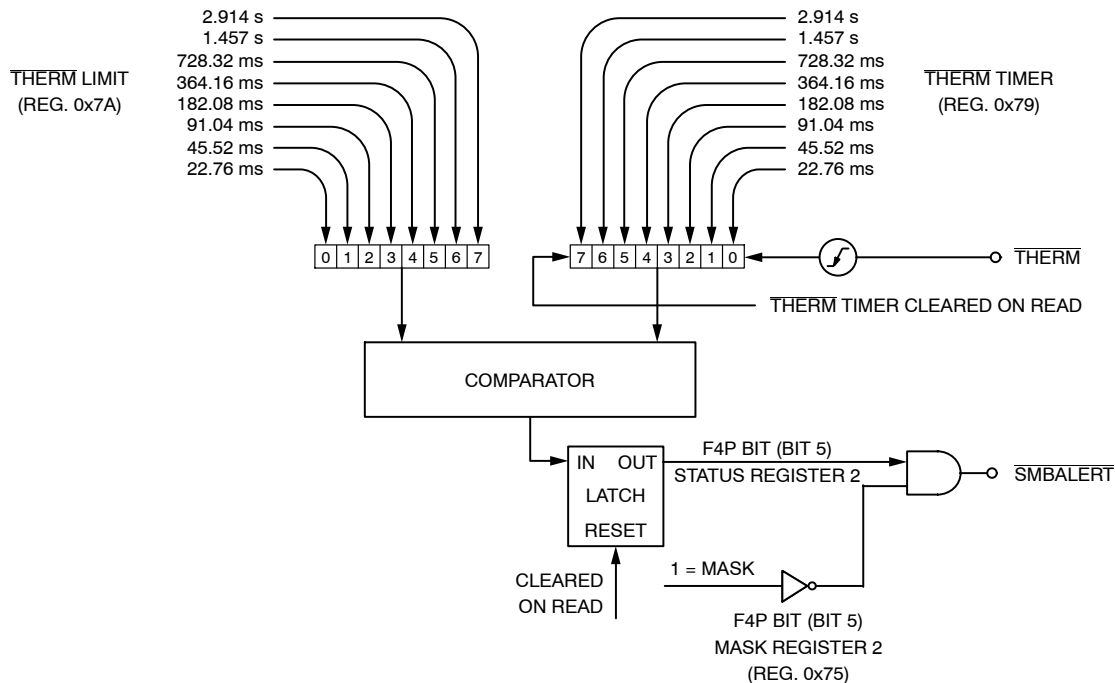 2.914 s
1.457 s
728.32 ms
364.16 ms
182.08 ms
91.04 ms
45.52 ms
22.76 ms
THERM LIMIT
(REG. 0x7A)
2.914 s
1.457 s
728.32 ms
364.16 ms
182.08 ms
91.04 ms
45.52 ms
22.76 ms
THERM TIMER
(REG. 0x79)
0 1 2 3 4 5 6 7
7 6 5 4 3 2 1 0
THERM
THERM TIMER CLEARED ON READ
COMPARATOR
IN OUT
LATCH
RESET
F4P BIT (BIT 5)
STATUS REGISTER 2
SMBALERT
CLEARED
ON READ
1 = MASK
F4P BIT (BIT 5)
MASK REGISTER 2
(REG. 0x75)